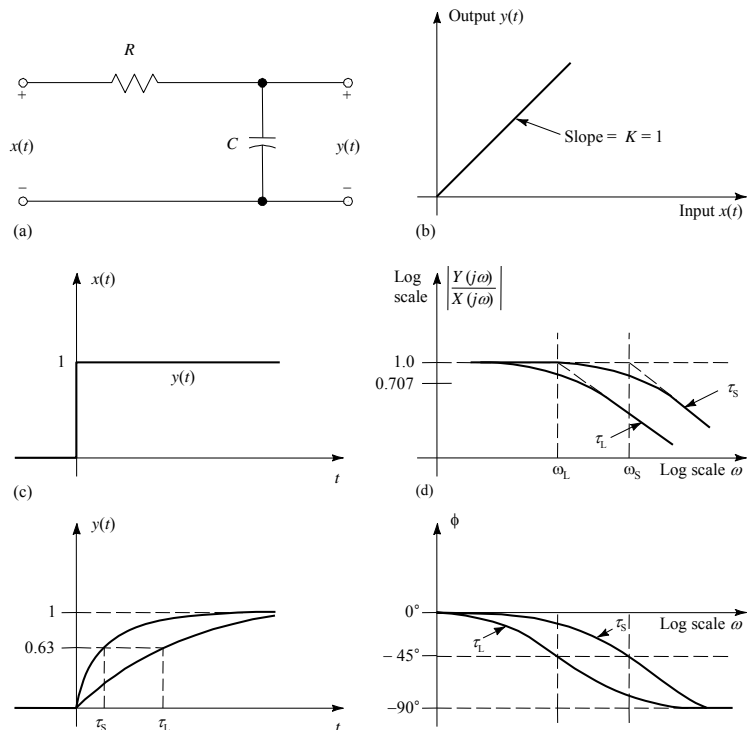 R
+
+
x(t)
C
y(t)
−
−
(a)
Output y(t)
Slope = K = 1
Input x(t)
(b)
x(t)
1
y(t)
t
(c)
Log
scale
|Y (jω)
X (jω)|
1.0
0.707
τS
τL
ωL
ωS
Log scale ω
(d)
y(t)
1
0.63
τS
τL
t
ϕ
0°
Log scale ω
τS
τL
−45°
−90°